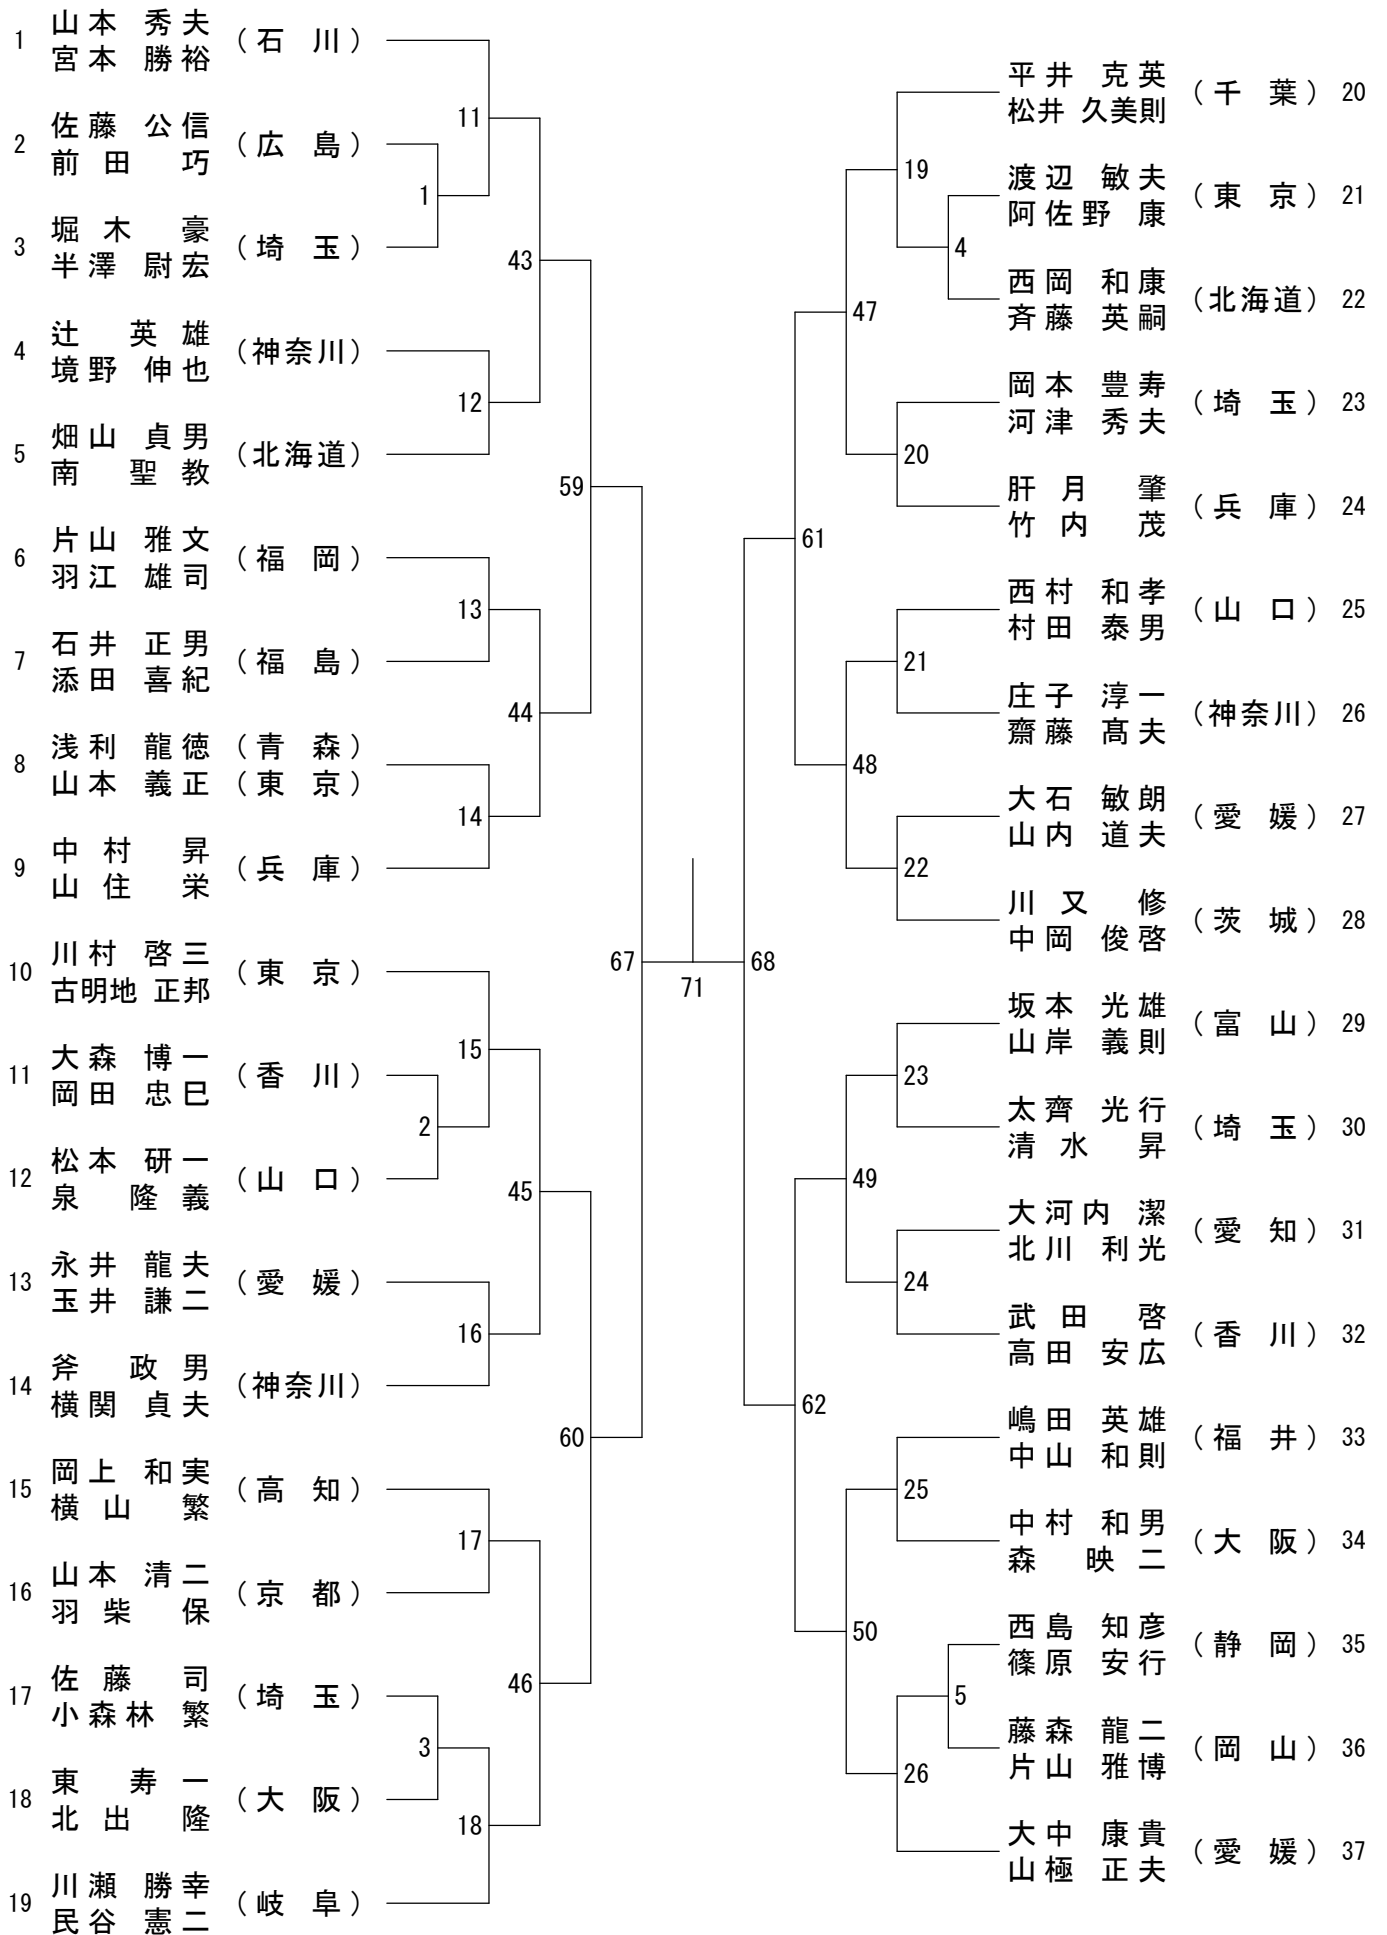 1 山本 秀夫 (石川)
宮本 勝裕
2 佐藤 公信 (広島)
前田 巧
3 堀木 豪 (埼玉)
半澤 尉宏
4 辻 英雄 (神奈川)
境野 伸也
5 畑山 貞男 (北海道)
南 聖教
6 片山 雅文 (福岡)
羽江 雄司
7 石井 正男 (福島)
添田 喜紀
8 浅利 龍徳 (青森)
山本 義正 (東京)
9 中村 昇 (兵庫)
山住 栄
10 川村 啓三 (東京)
古明地 正邦
11 大森 博一 (香川)
岡田 忠巳
12 松本 研一 (山口)
泉 隆義
13 永井 龍夫 (愛媛)
玉井 謙二
14 斧 政男 (神奈川)
横関 貞夫
15 岡上 和実 (高知)
横山 繁
16 山本 清二 (京都)
羽柴 保
17 佐藤 司 (埼玉)
小森林 繁
18 東 寿一 (大阪)
北出 隆
19 川瀬 勝幸 (岐阜)
民谷 憲二
1
2
3
11
12
13
14
15
16
17
18
43
44
45
46
59
60
67
71
68
61
62
47
48
49
50
19
20
21
22
23
24
25
26
4
5
平井 克英 (千葉) 20
松井 久美則
渡辺 敏夫 (東京) 21
阿佐野 康
西岡 和康 (北海道) 22
斉藤 英嗣
岡本 豊寿 (埼玉) 23
河津 秀夫
肝月 肇 (兵庫) 24
竹内 茂
西村 和孝 (山口) 25
村田 泰男
庄子 淳一 (神奈川) 26
齋藤 髙夫
大石 敏朗 (愛媛) 27
山内 道夫
川又 修 (茨城) 28
中岡 俊啓
坂本 光雄 (富山) 29
山岸 義則
太齊 光行 (埼玉) 30
清水 昇
大河内 潔 (愛知) 31
北川 利光
武田 啓 (香川) 32
高田 安広
嶋田 英雄 (福井) 33
中山 和則
中村 和男 (大阪) 34
森 映二
西島 知彦 (静岡) 35
篠原 安行
藤森 龍二 (岡山) 36
片山 雅博
大中 康貴 (愛媛) 37
山極 正夫